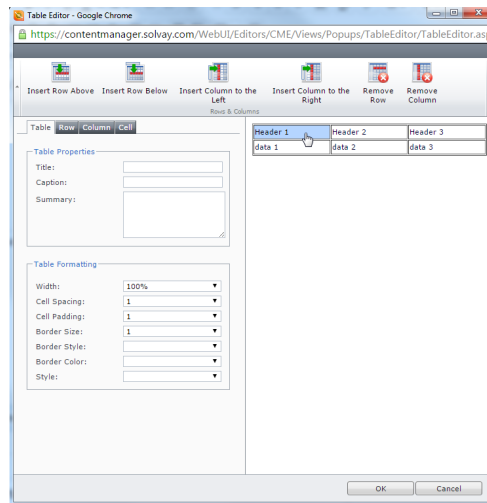 Table Editor - Google Chrome
https://contentmanager.solvay.com/WebUI/Editors/CME/Views/Popups/TableEditor/TableEditor.as
Insert Row Above Insert Row Below Insert Column to the Left Insert Column to the Right Remove Row Remove Column
Rows & Columns
Table Row Column Cell
Header 1 Header 2 Header 3
data 1 data 2 data 3
Table Properties
Title:
Caption:
Summary:
Table Formatting
Width: 100%
Cell Spacing: 1
Cell Padding: 1
Border Size: 1
Border Style:
Border Color:
Style:
OK Cancel